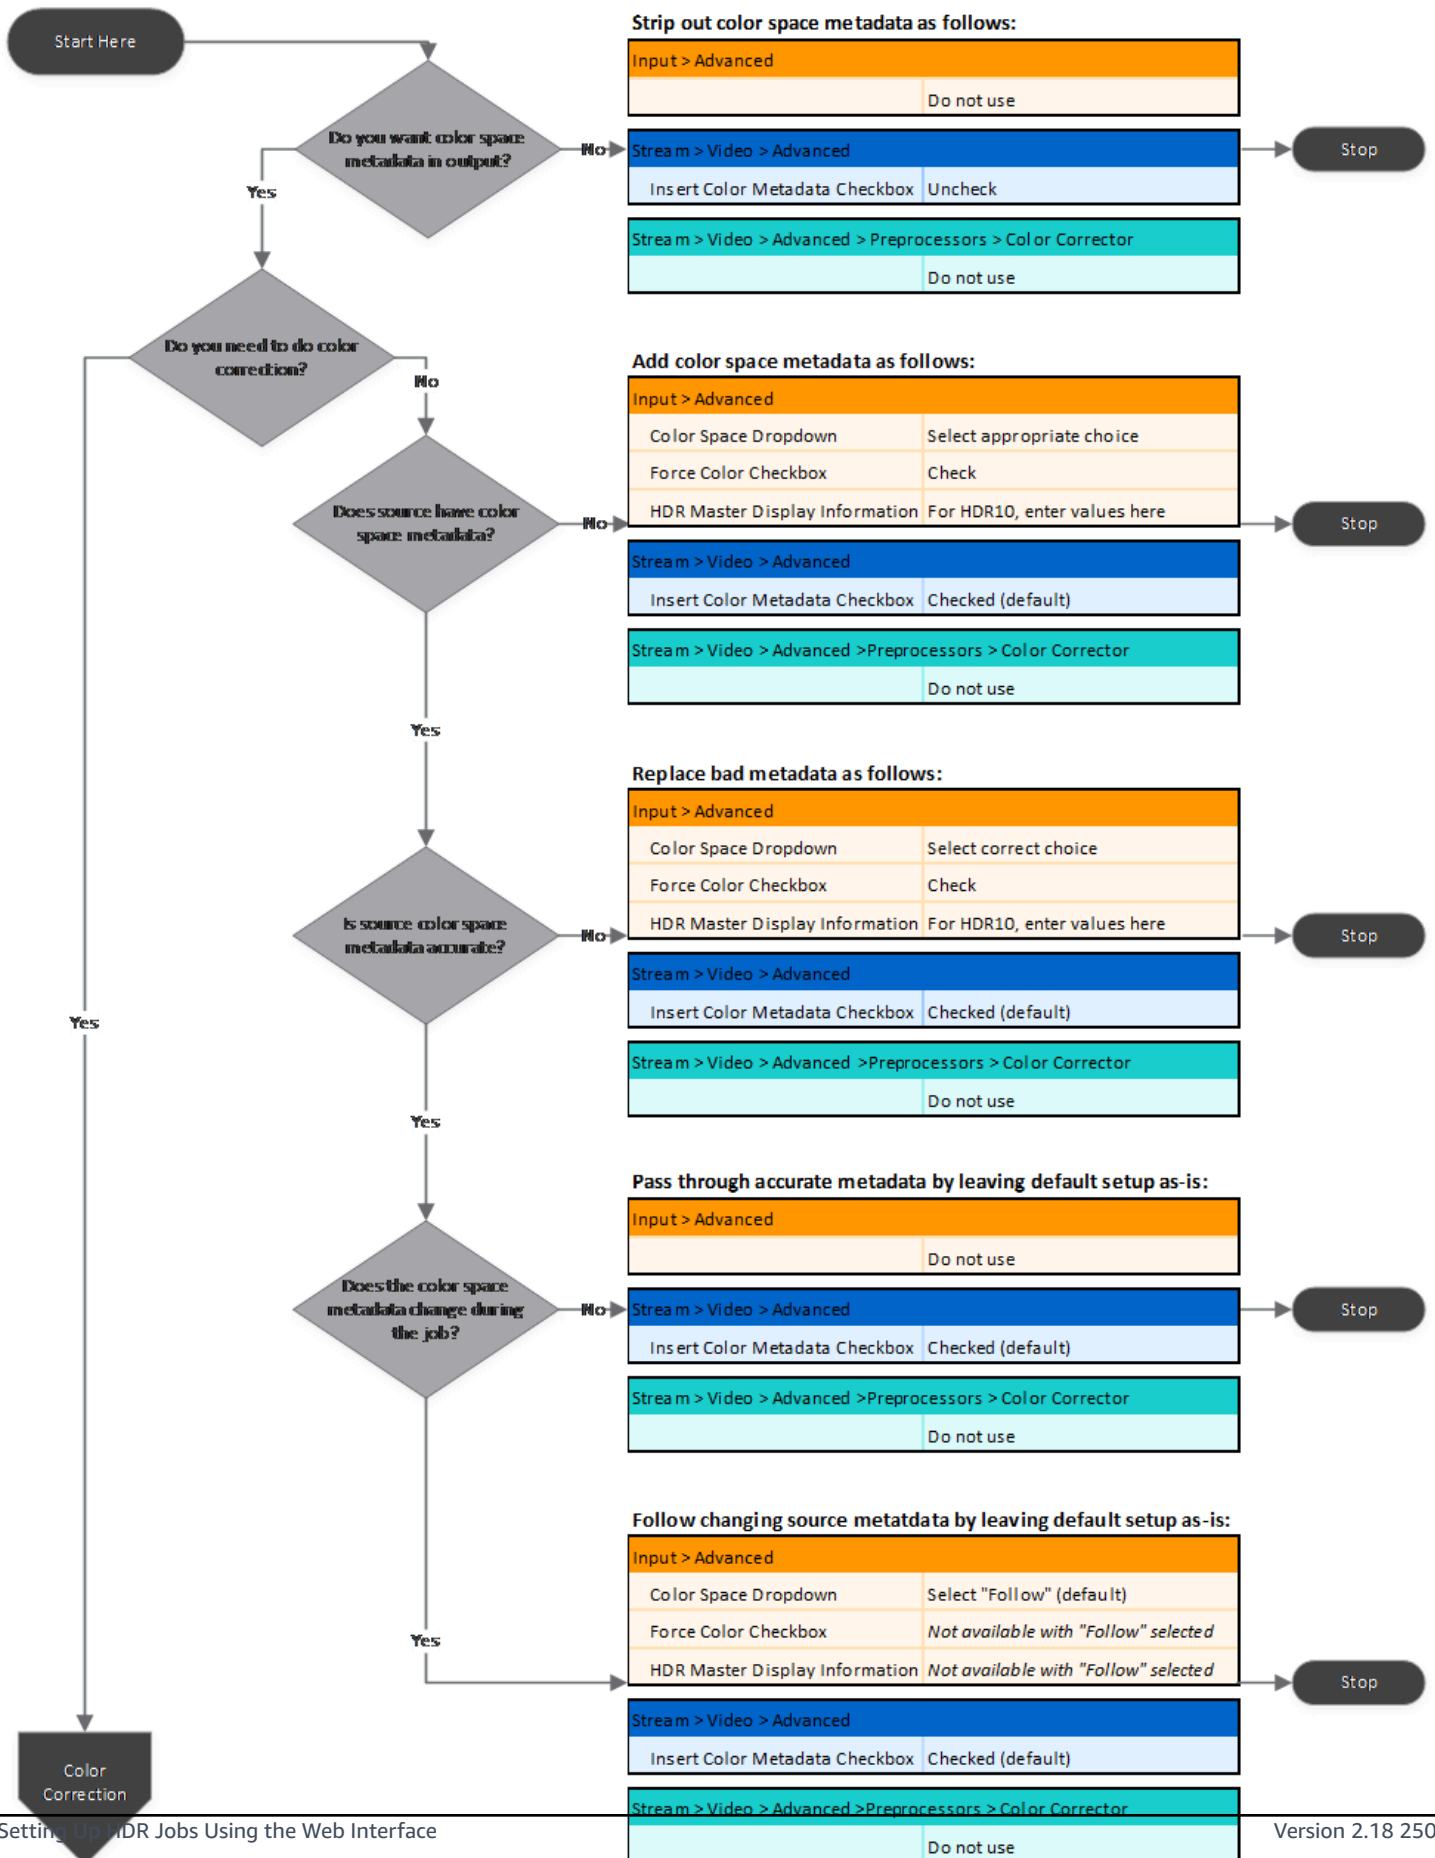 Start Here
Do you want color space
metadata in output?
No
Yes
Strip out color space metadata as follows:
Input > Advanced
Do not use
Stream > Video > Advanced
Insert Color Metadata Checkbox Uncheck
Stream > Video > Advanced > Preprocessors > Color Corrector
Do not use
Stop
Do you need to do color
correction?
No
Yes
Does source have color
space metadata?
No
Yes
Add color space metadata as follows:
Input > Advanced
Color Space Dropdown Select appropriate choice
Force Color Checkbox Check
HDR Master Display Information For HDR10, enter values here
Stream > Video > Advanced
Insert Color Metadata Checkbox Checked (default)
Stream > Video > Advanced >Preprocessors > Color Corrector
Do not use
Stop
Is source color space
metadata accurate?
No
Yes
Replace bad metadata as follows:
Input > Advanced
Color Space Dropdown Select correct choice
Force Color Checkbox Check
HDR Master Display Information For HDR10, enter values here
Stream > Video > Advanced
Insert Color Metadata Checkbox Checked (default)
Stream > Video > Advanced >Preprocessors > Color Corrector
Do not use
Stop
Does the color space
metadata change during
the job?
No
Yes
Pass through accurate metadata by leaving default setup as-is:
Input > Advanced
Do not use
Stream > Video > Advanced
Insert Color Metadata Checkbox Checked (default)
Stream > Video > Advanced >Preprocessors > Color Corrector
Do not use
Stop
Follow changing source metatdata by leaving default setup as-is:
Input > Advanced
Color Space Dropdown Select "Follow" (default)
Force Color Checkbox Not available with "Follow" selected
HDR Master Display Information Not available with "Follow" selected
Stream > Video > Advanced
Insert Color Metadata Checkbox Checked (default)
Stream > Video > Advanced >Preprocessors > Color Corrector
Do not use
Stop
Color
Correction
Setting Up HDR Jobs Using the Web Interface
Version 2.18 250